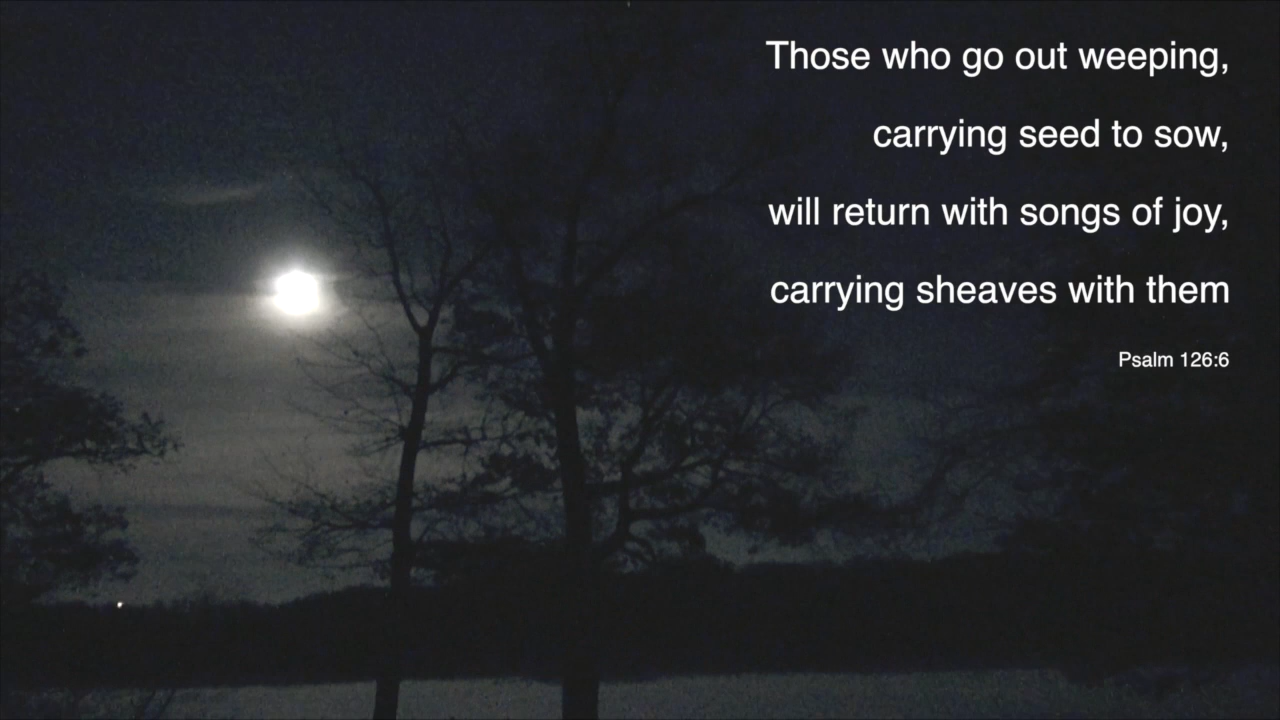 Those who go out weeping,
carrying seed to sow,
will return with songs of joy,
carrying sheaves with them
Psalm 126:6